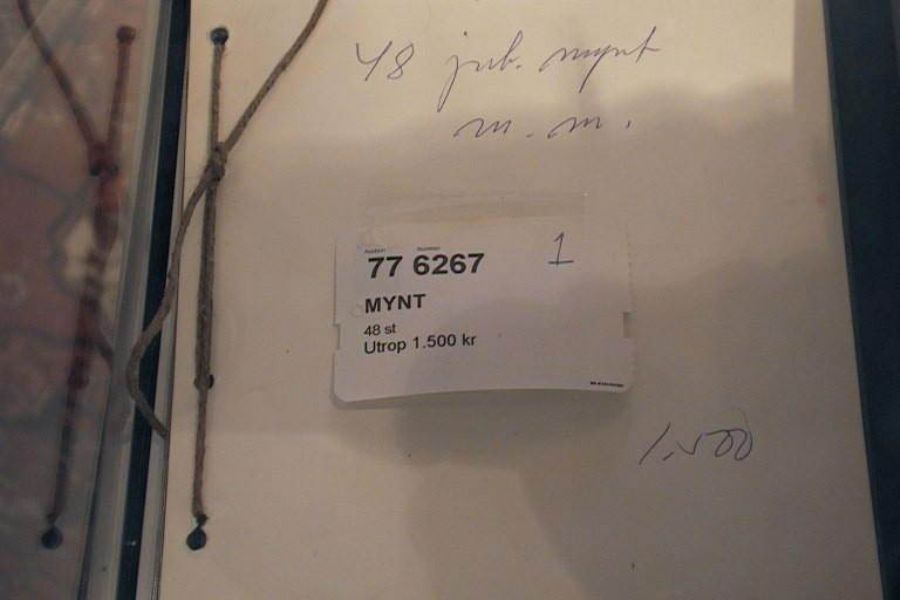 48 jub. mynt
m. m.
77 6267 1
MYNT
48 st
Utrop 1.500 kr
1.500